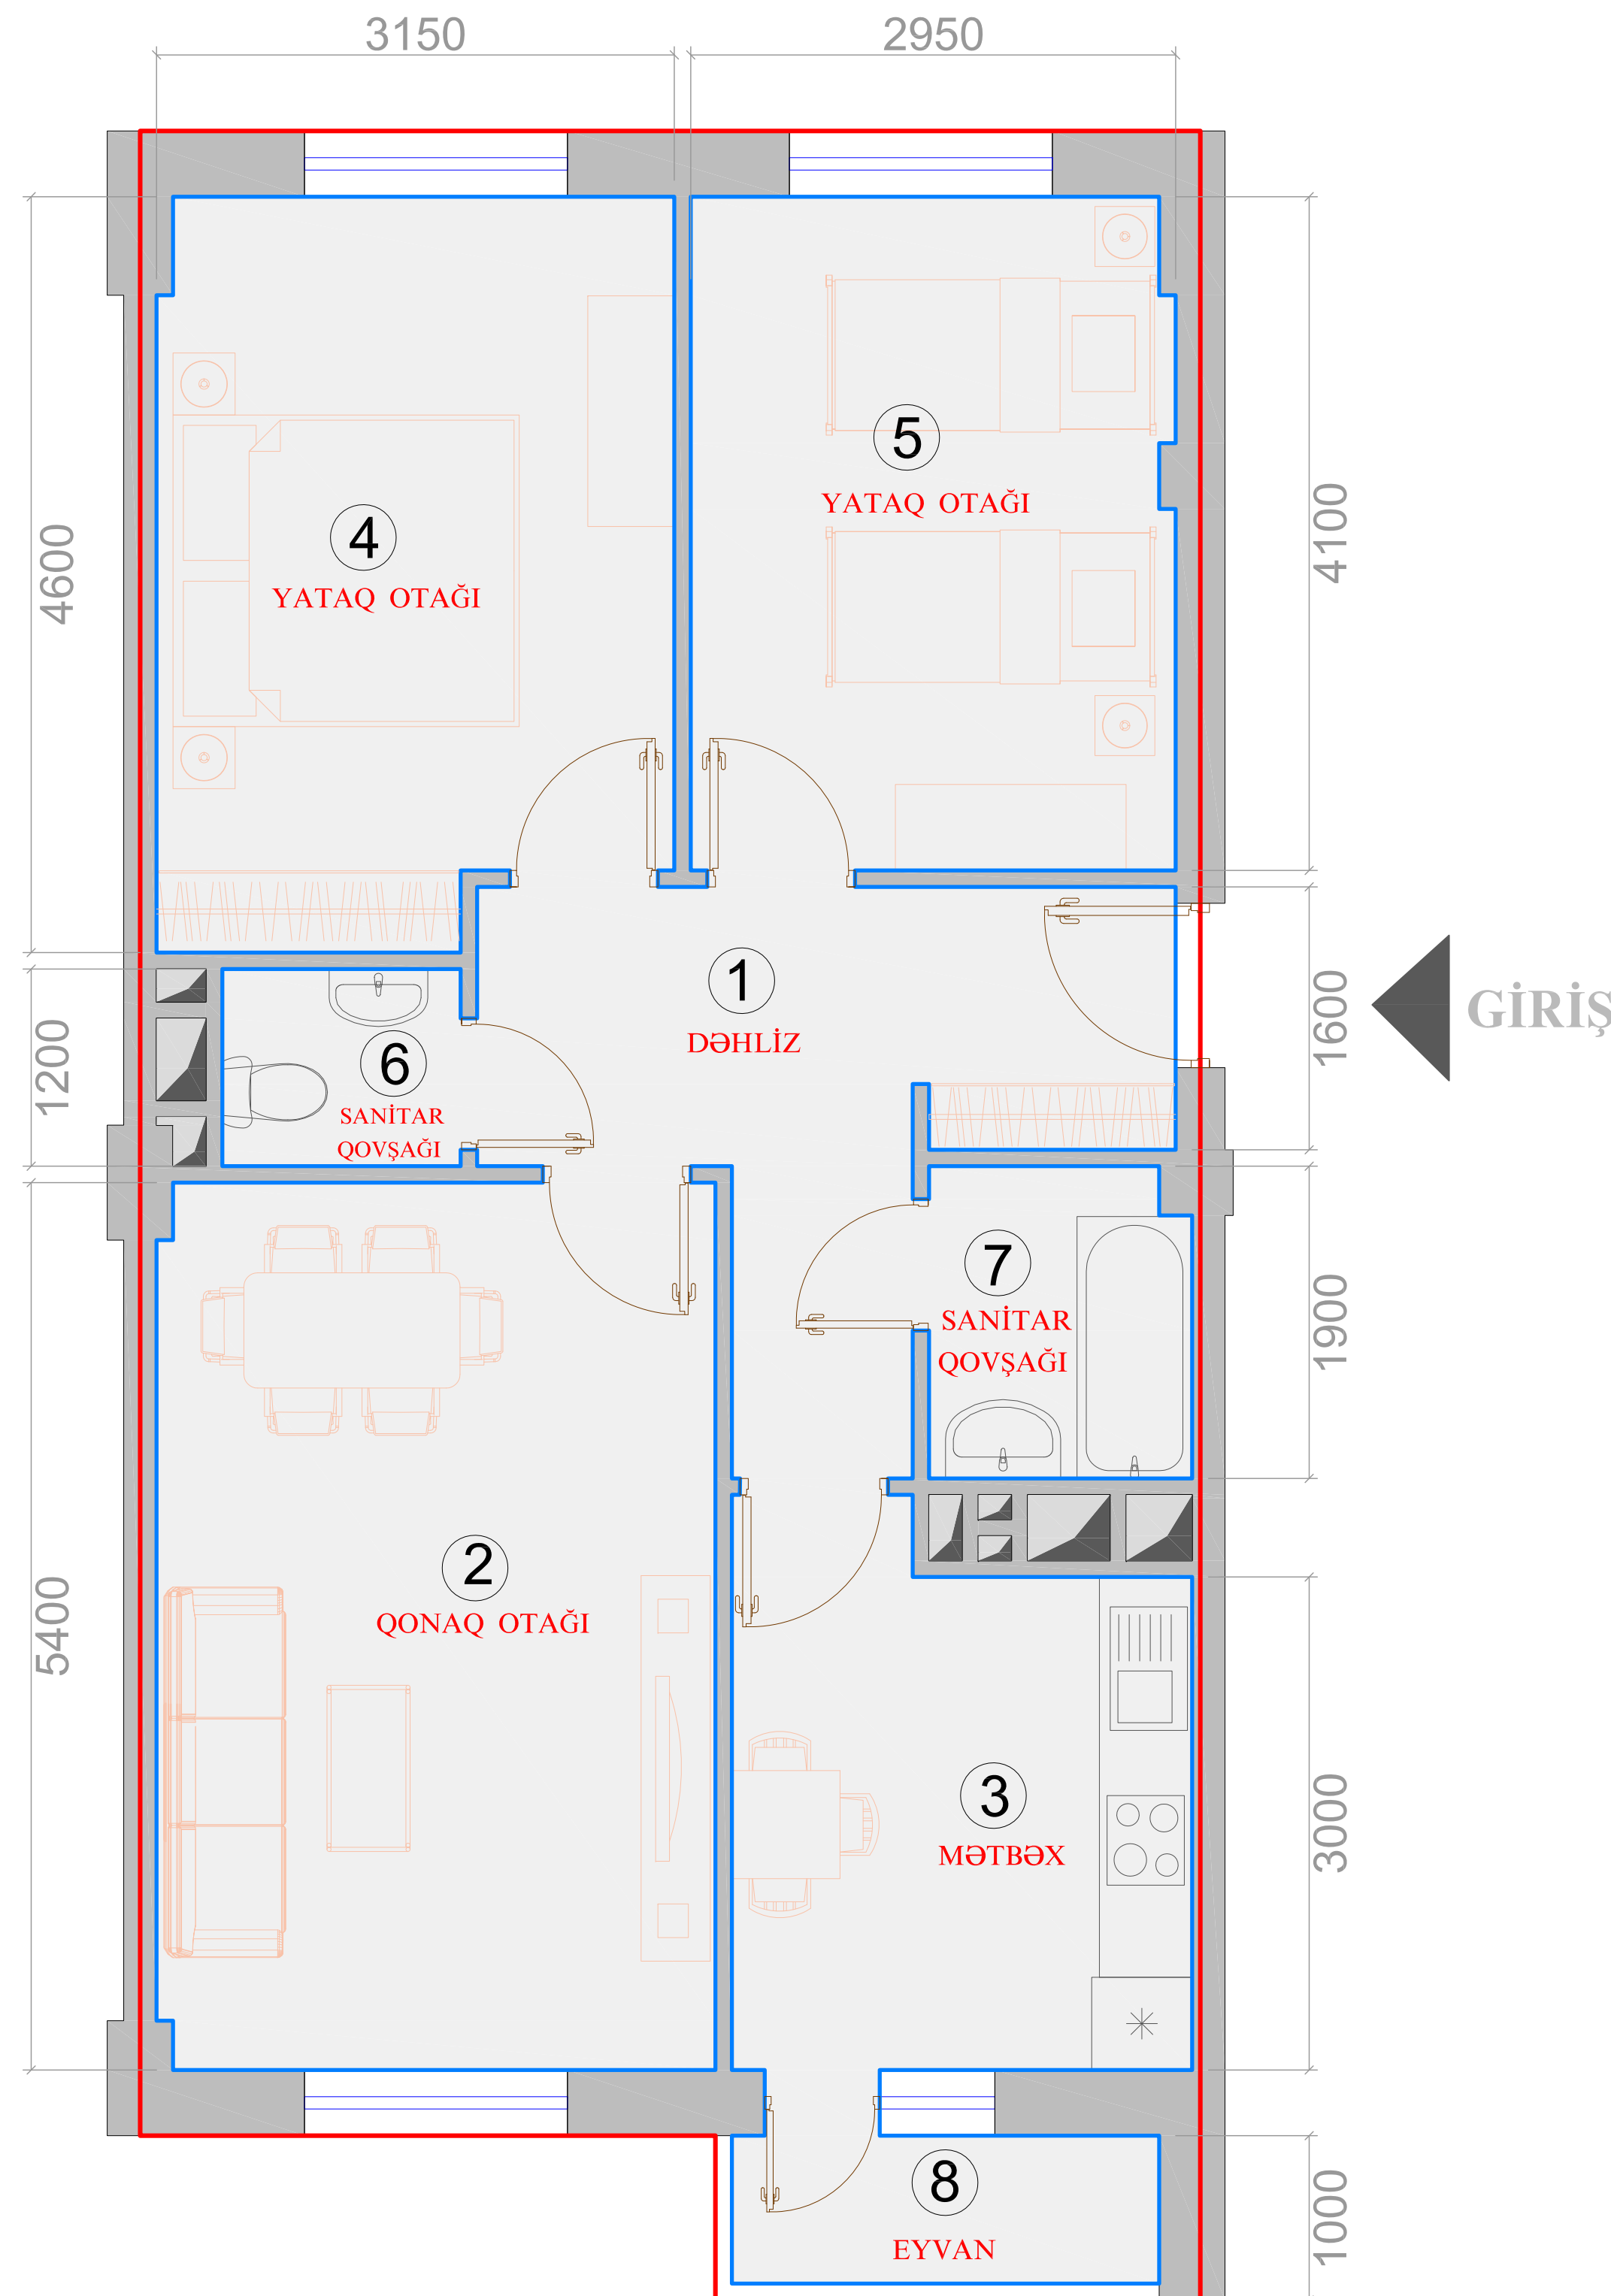 3150
2950
4600
4100
5
YATAQ OTAĞI
4
YATAQ OTAĞI
1
DƏHLİZ
1600
GİRİŞ
1200
6
SANİTAR
QOVŞAĞI
7
SANİTAR
QOVŞAĞI
1900
2
QONAQ OTAĞI
5400
3
MƏTBƏX
3000
8
EYVAN
1000